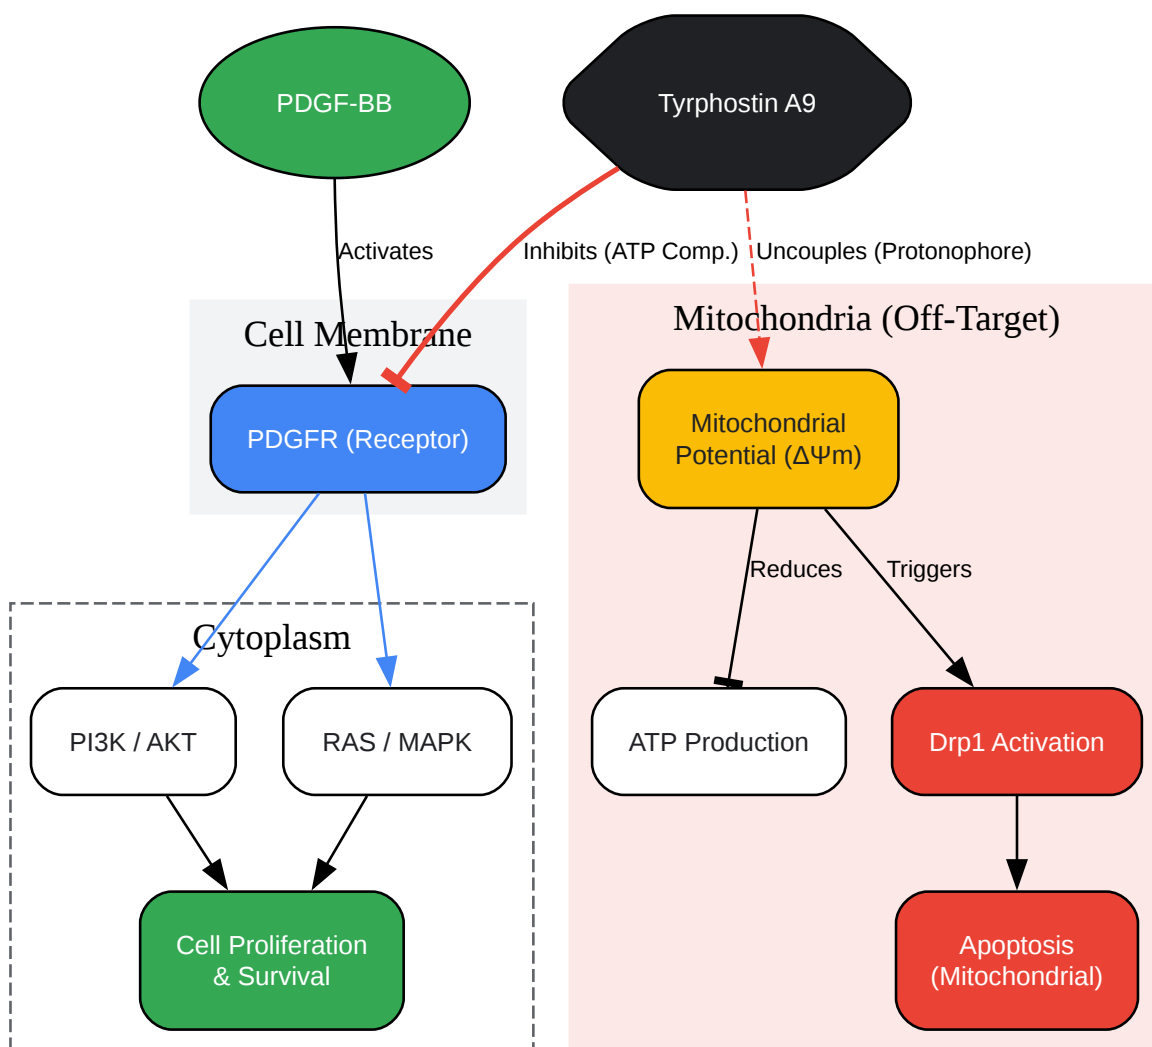 PDGF-BB
Tyrphostin A9
Activates
Inhibits (ATP Comp.)
Uncouples (Protonophore)
Cell Membrane
Mitochondria (Off-Target)
PDGFR (Receptor)
Mitochondrial
Potential (ΔΨm)
Reduces
Triggers
Cytoplasm
PI3K / AKT
RAS / MAPK
ATP Production
Drp1 Activation
Cell Proliferation
& Survival
Apoptosis
(Mitochondrial)